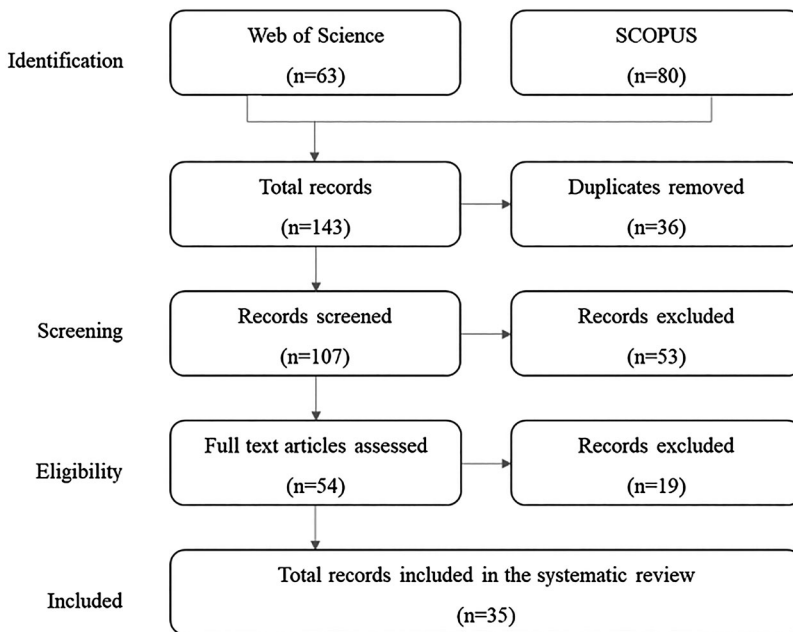 Identification
Web of Science
(n=63)
SCOPUS
(n=80)
Total records
(n=143)
Duplicates removed
(n=36)
Screening
Records screened
(n=107)
Records excluded
(n=53)
Eligibility
Full text articles assessed
(n=54)
Records excluded
(n=19)
Included
Total records included in the systematic review
(n=35)